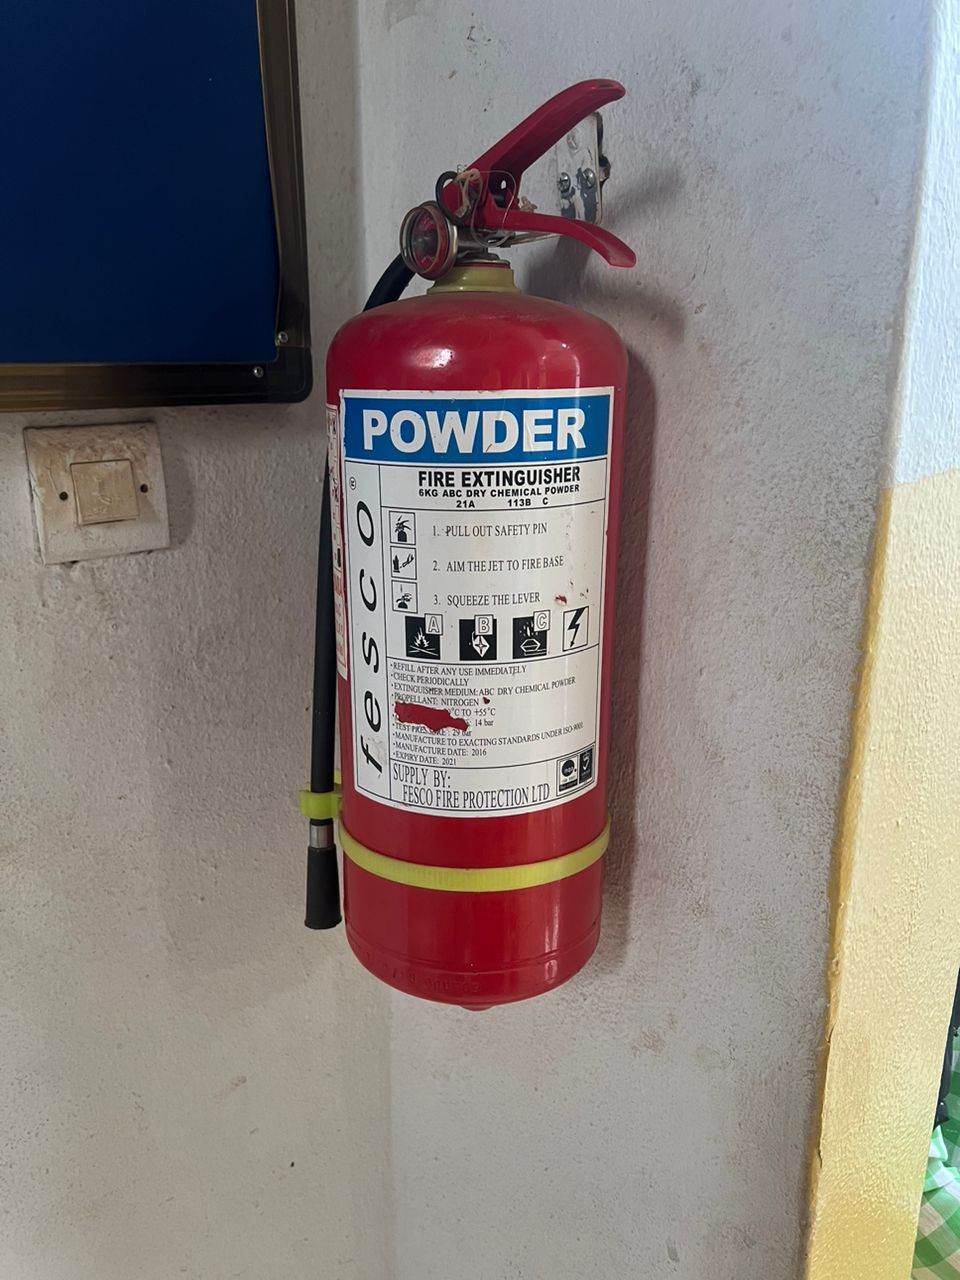 POWDER
FIRE EXTINGUISHER
6KG ABC DRY CHEMICAL POWDER
21A 113B C
fesco ®
1. PULL OUT SAFETY PIN
2. AIM THE JET TO FIRE BASE
3. SQUEEZE THE LEVER
A B C
•REFILL AFTER ANY USE IMMEDIATELY
•CHECK PERIODICALLY
•EXTINGUISHER MEDIUM: ABC DRY CHEMICAL POWDER
PROPELLANT: NITROGEN
°C TO +55°C
: 14 bar
•TEST PRESSURE : 29 bar
•MANUFACTURE TO EXACTING STANDARDS UNDER ISO-9001.
•MANUFACTURE DATE: 2016
•EXPIRY DATE: 2021
SUPPLY BY:
FESCO FIRE PROTECTION LTD